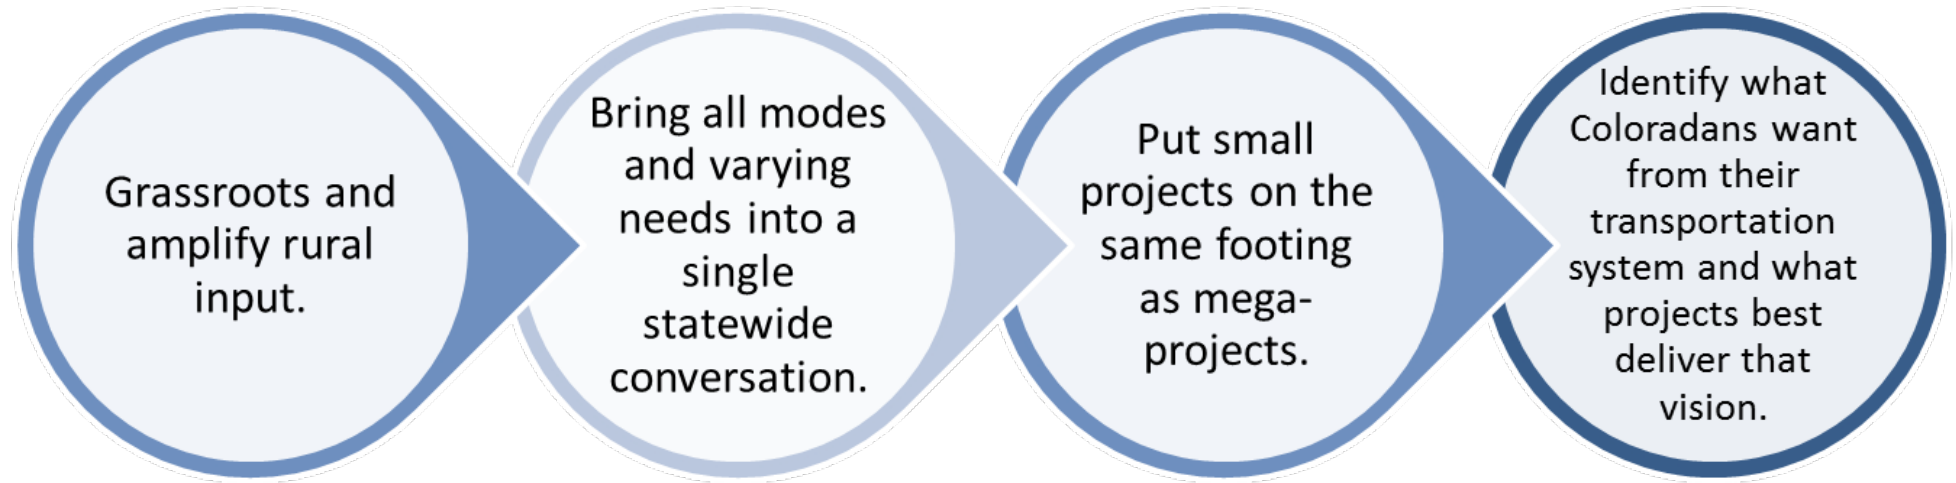 Grassroots and
amplify rural
input.
Bring all modes
and varying
needs into a
single
statewide
conversation.
Put small
projects on the
same footing
as mega-
projects.
Identify what
Coloradans want
from their
transportation
system and what
projects best
deliver that
vision.